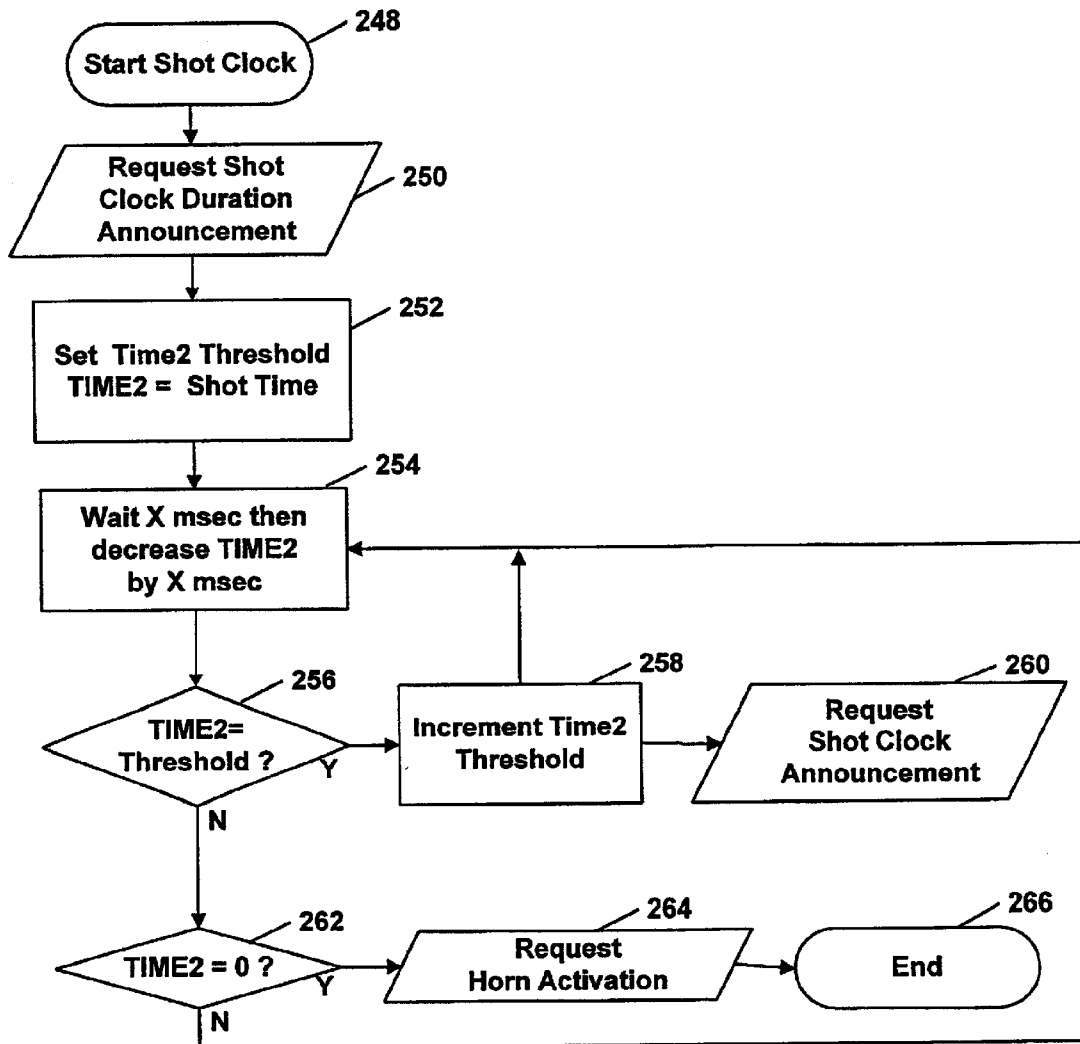 248
Start Shot Clock
Request Shot
Clock Duration
Announcement
250
252
Set Time2 Threshold
TIME2 = Shot Time
254
Wait X msec then
decrease TIME2
by X msec
256
TIME2=
Threshold ?
Y
N
258
Increment Time2
Threshold
260
Request
Shot Clock
Announcement
262
TIME2 = 0 ?
Y
N
264
Request
Horn Activation
266
End